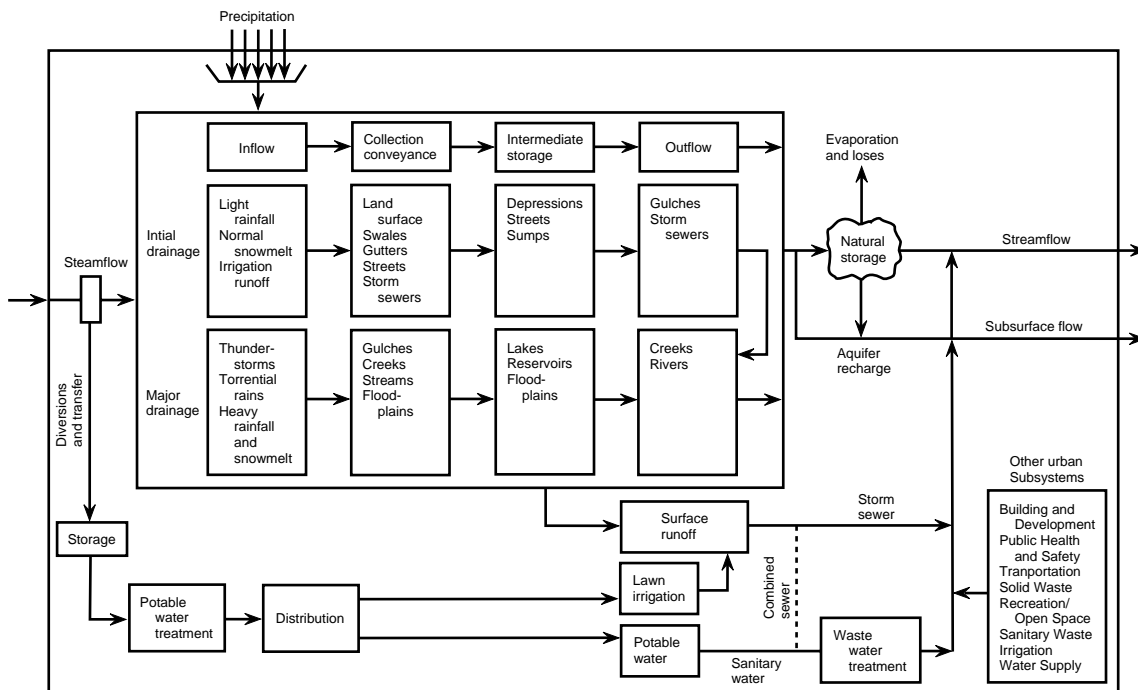 Precipitation
Inflow
Collection
conveyance
Intermediate
storage
Outflow
Evaporation
and loses
Intial
drainage
Light
rainfall
Normal
snowmelt
Irrigation
runoff
Land
surface
Swales
Gutters
Streets
Storm
sewers
Depressions
Streets
Sumps
Gulches
Storm
sewers
Natural
storage
Streamflow
Steamflow
Subsurface flow
Aquifer
recharge
Diversions
and transfer
Major
drainage
Thunder-
storms
Torrential
rains
Heavy
rainfall
and
snowmelt
Gulches
Creeks
Streams
Flood-
plains
Lakes
Reservoirs
Flood-
plains
Creeks
Rivers
Other urban
Subsystems
Building and
Development
Public Health
and Safety
Tranportation
Solid Waste
Recreation/
Open Space
Sanitary Waste
Irrigation
Water Supply
Storage
Surface
runoff
Storm
sewer
Potable
water
treatment
Distribution
Lawn
irrigation
Combined
sewer
Potable
water
Sanitary
water
Waste
water
treatment